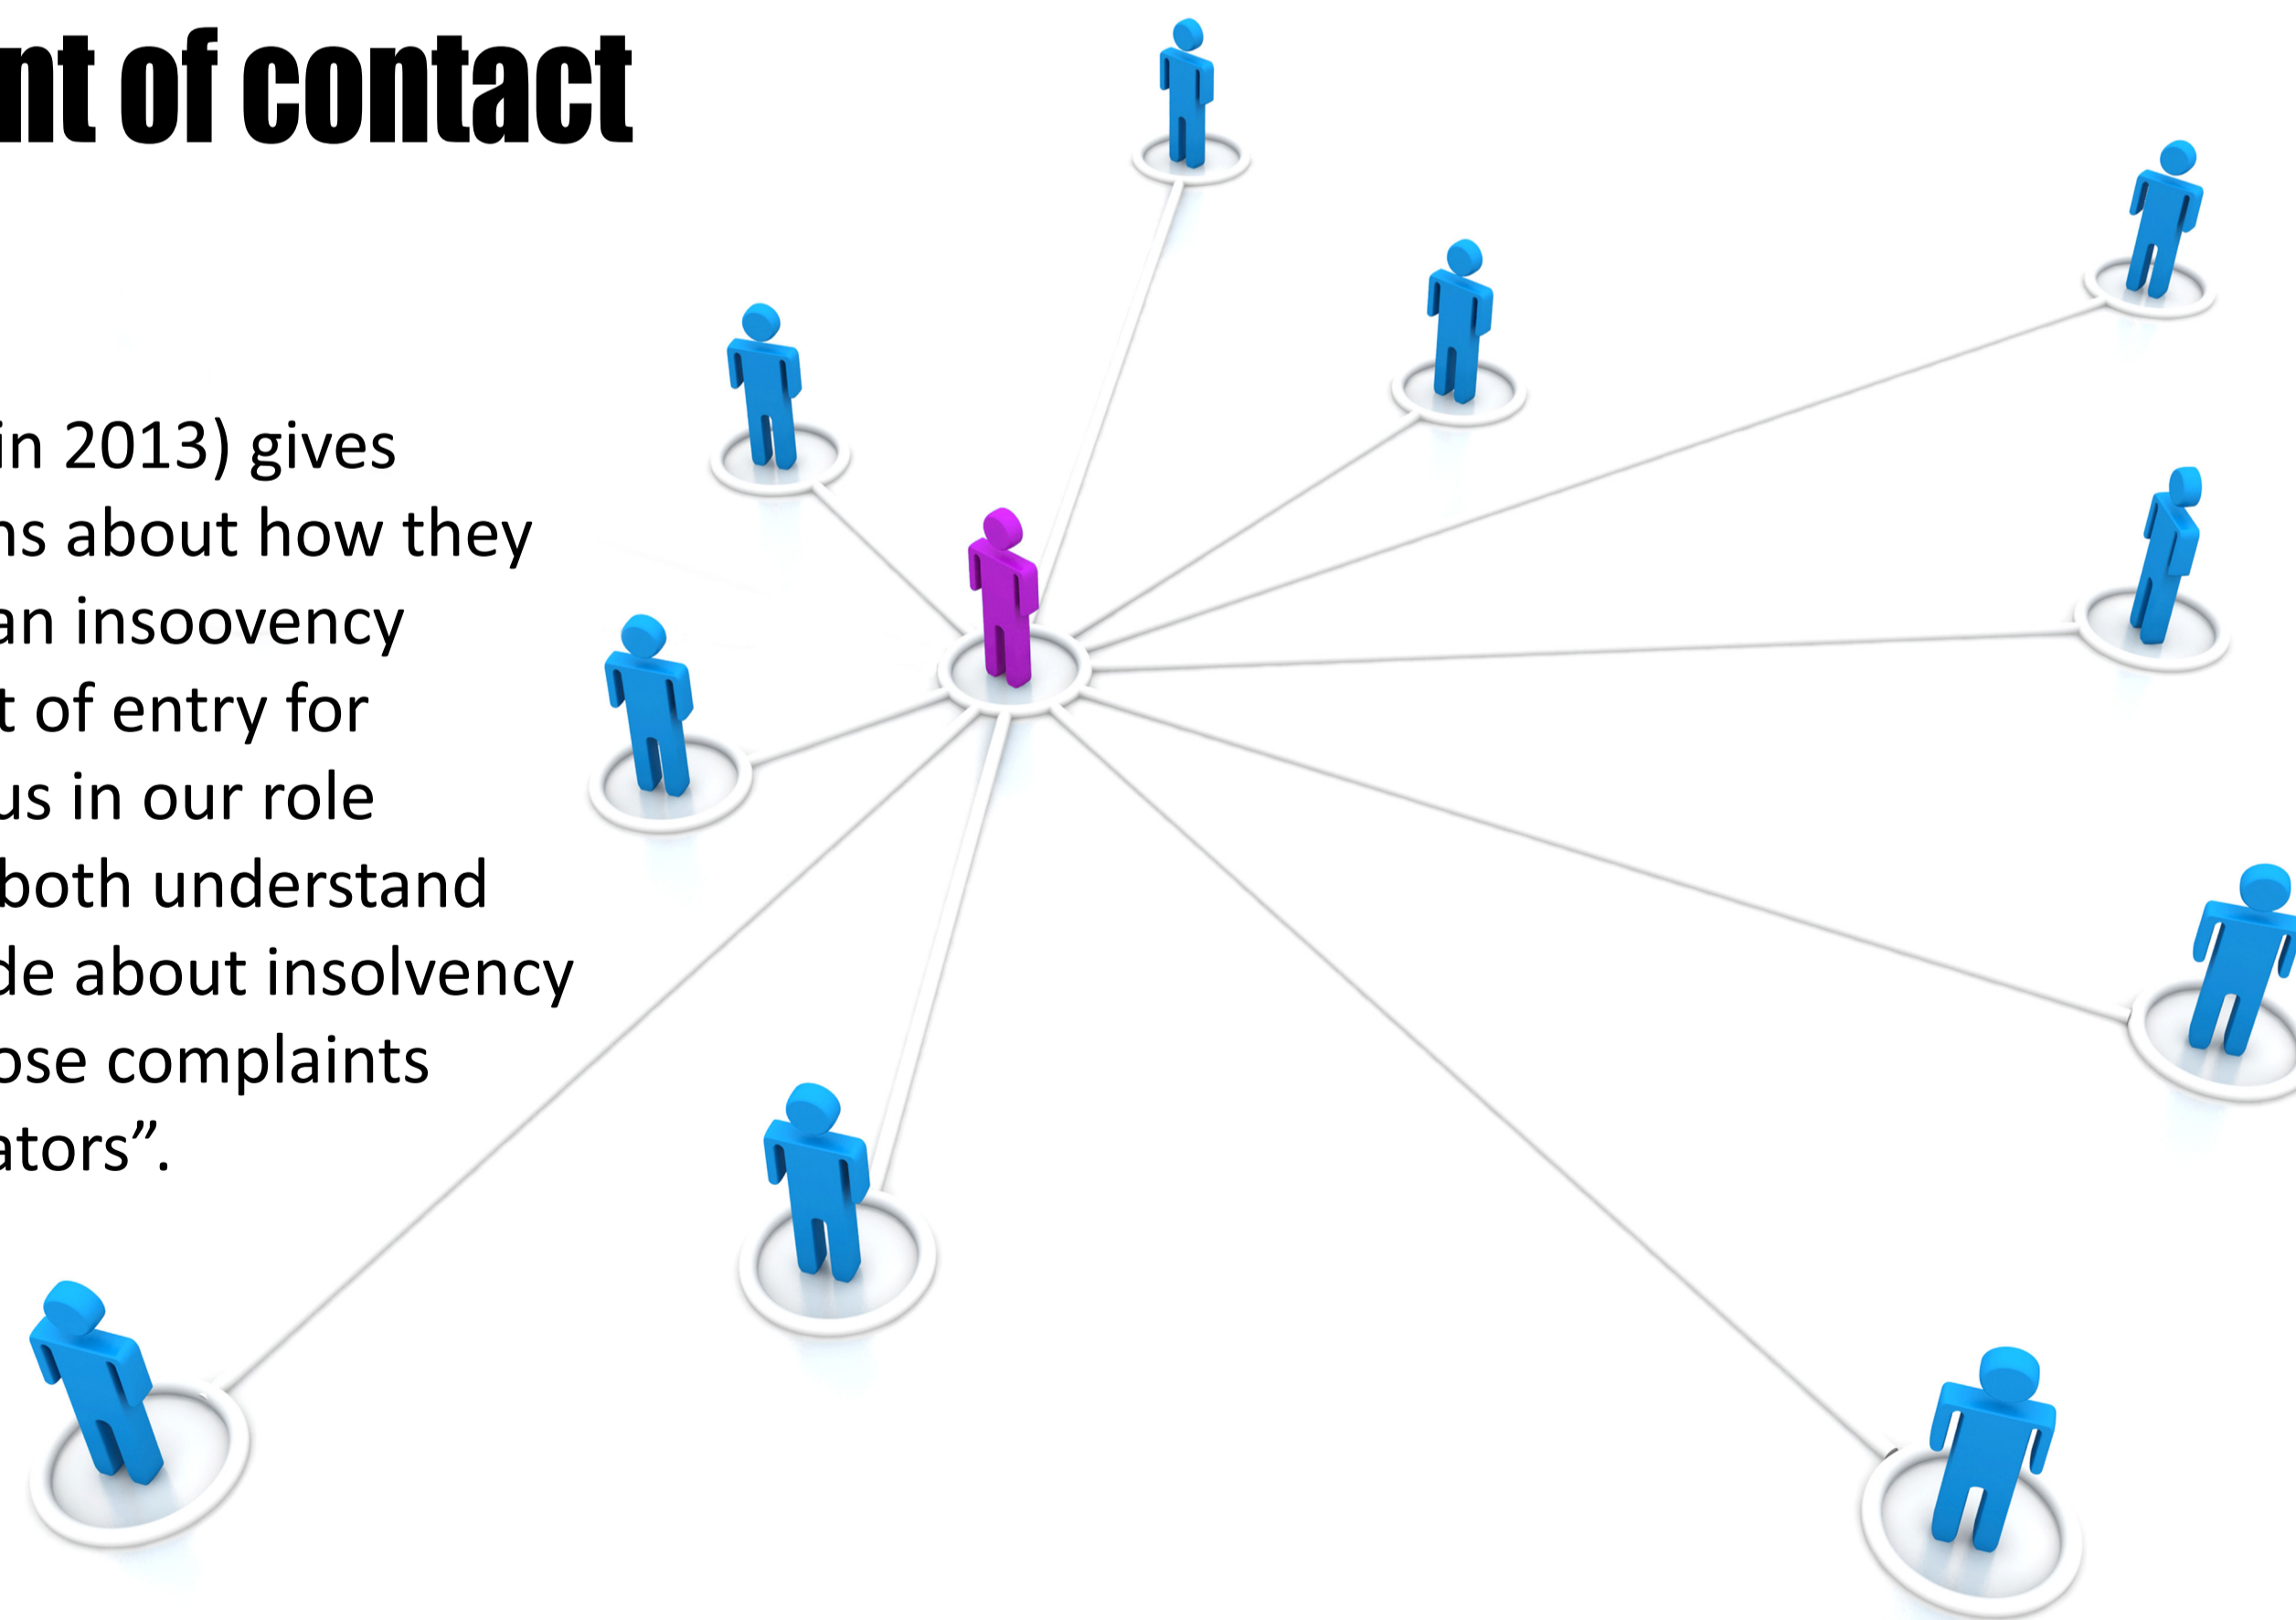 nt of contact
in 2013) gives
ns about how they
an insoovency
t of entry for
us in our role
both understand
de about insolvency
ose complaints
ators”.